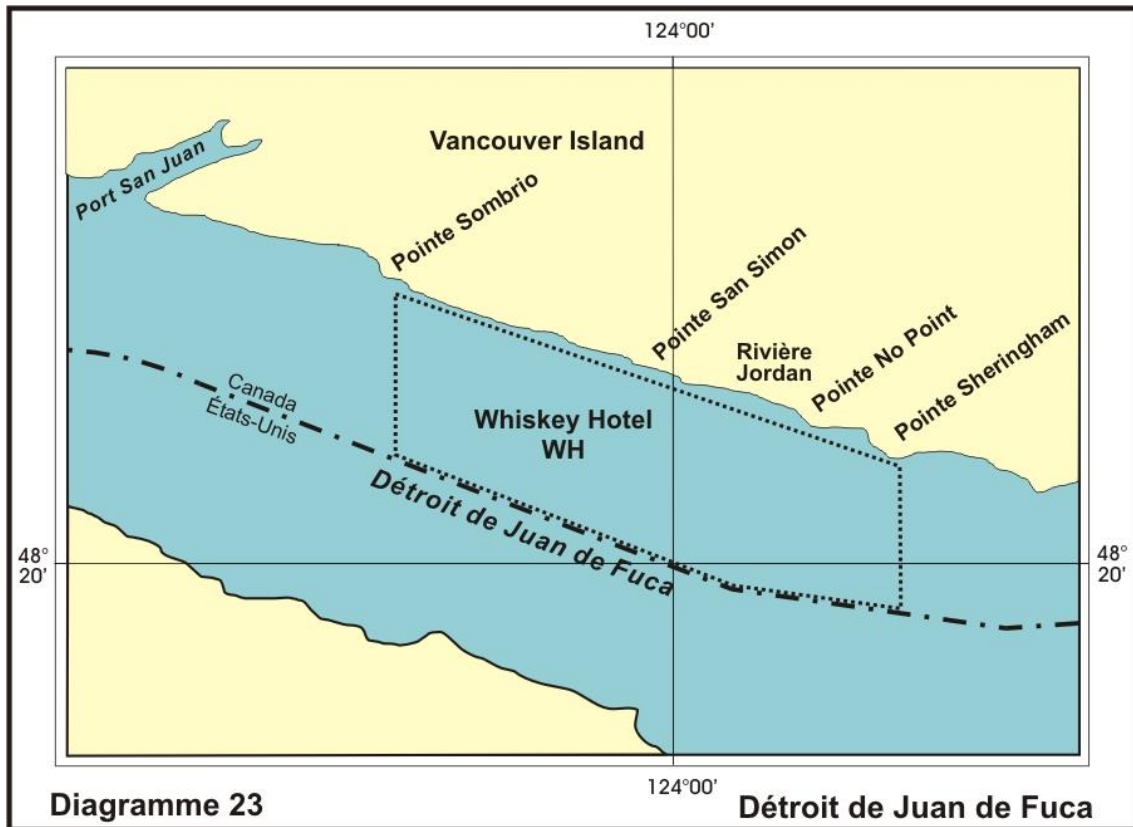 124°00'
Vancouver Island
Port San Juan
Pointe Sombrio
Pointe San Simon
Rivière
Jordan
Pointe No Point
Pointe Sheringham
Canada
États-Unis
Whiskey Hotel
WH
Détroit de Juan de Fuca
48°
20'
48°
20'
124°00'
Diagramme 23
Détroit de Juan de Fuca